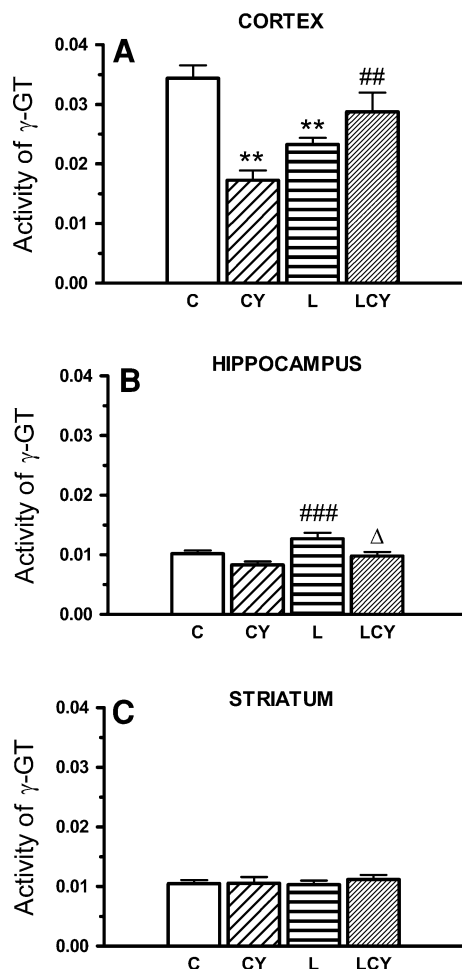 CORTEX
A
Activity of γ-GT
0.04
0.03
0.02
0.01
0.00
**
**
##
C CY L LCY
HIPPOCAMPUS
B
Activity of γ-GT
0.04
0.03
0.02
0.01
0.00
###
Δ
C CY L LCY
STRIATUM
C
Activity of γ-GT
0.04
0.03
0.02
0.01
0.00
C CY L LCY